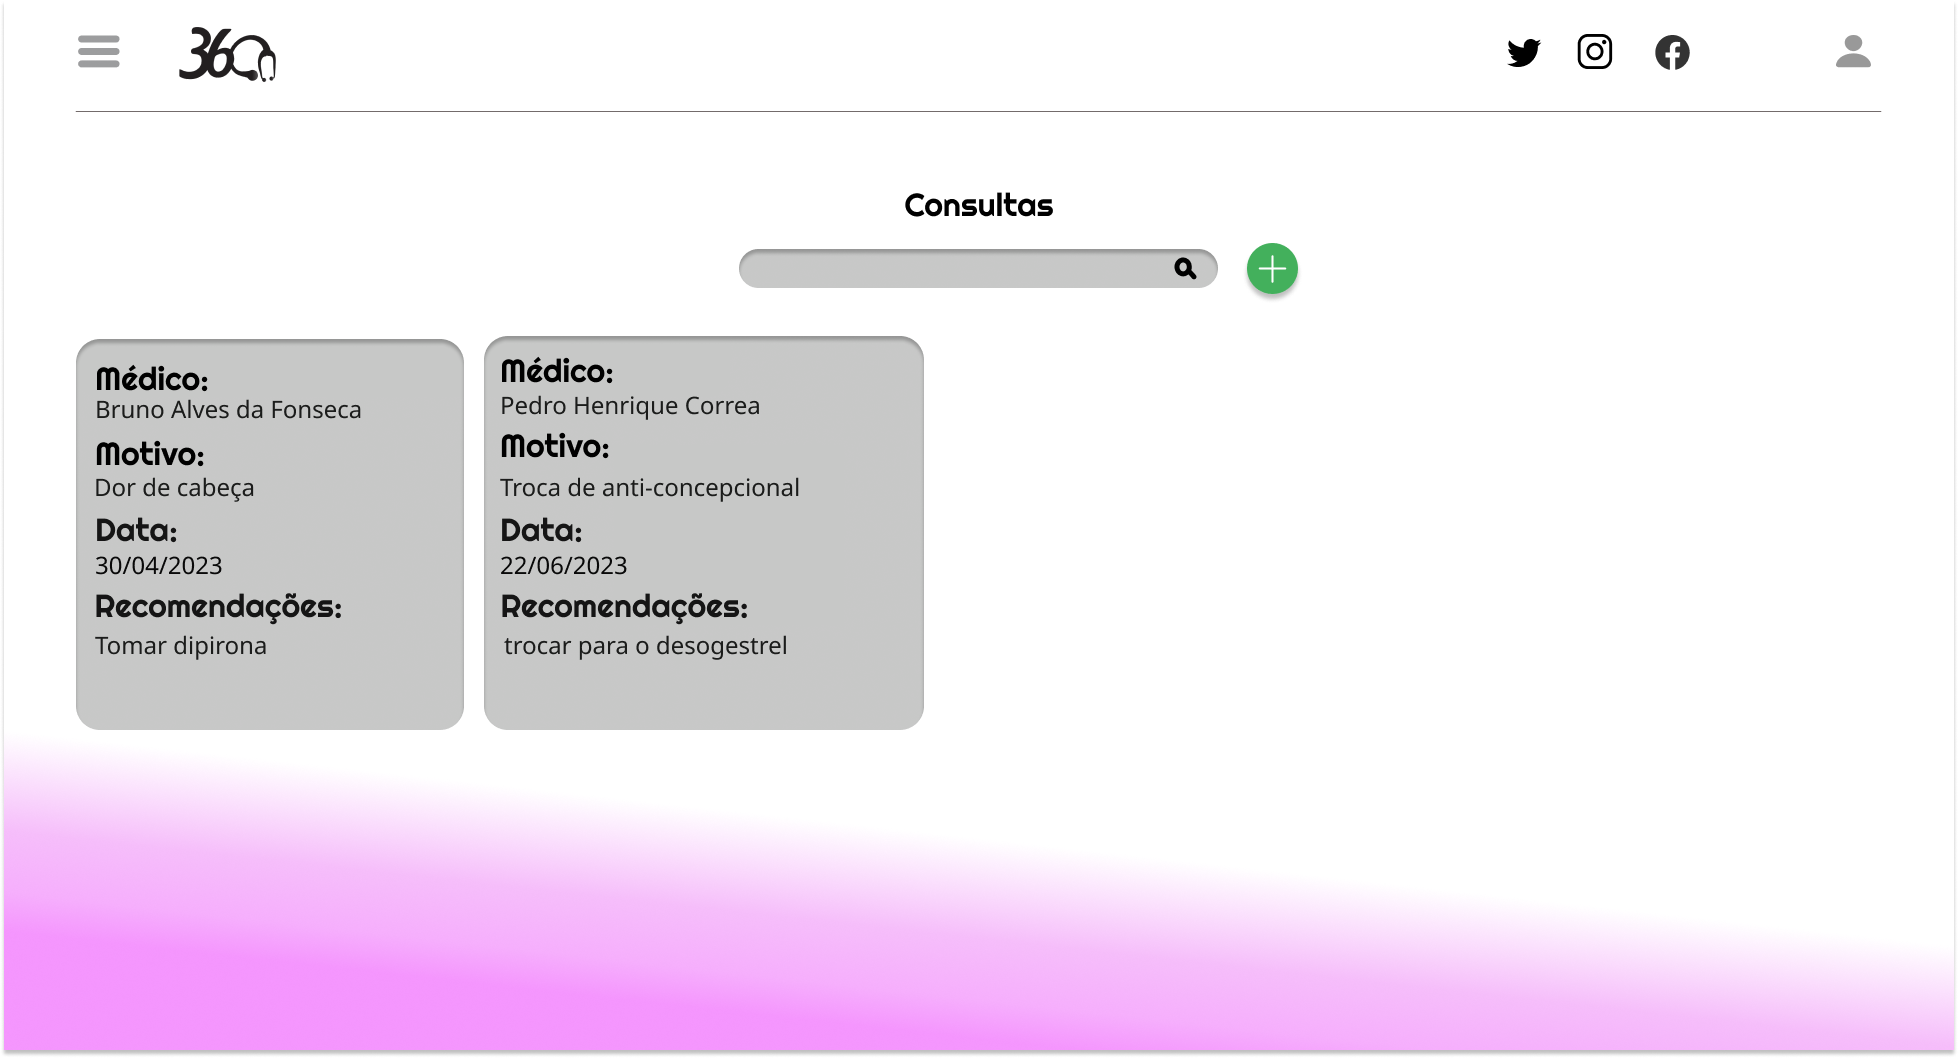 360
Consultas
Médico:
Bruno Alves da Fonseca
Motivo:
Dor de cabeça
Data:
30/04/2023
Recomendações:
Tomar dipirona
Médico:
Pedro Henrique Correa
Motivo:
Troca de anti-concepcional
Data:
22/06/2023
Recomendações:
trocar para o desogestrel